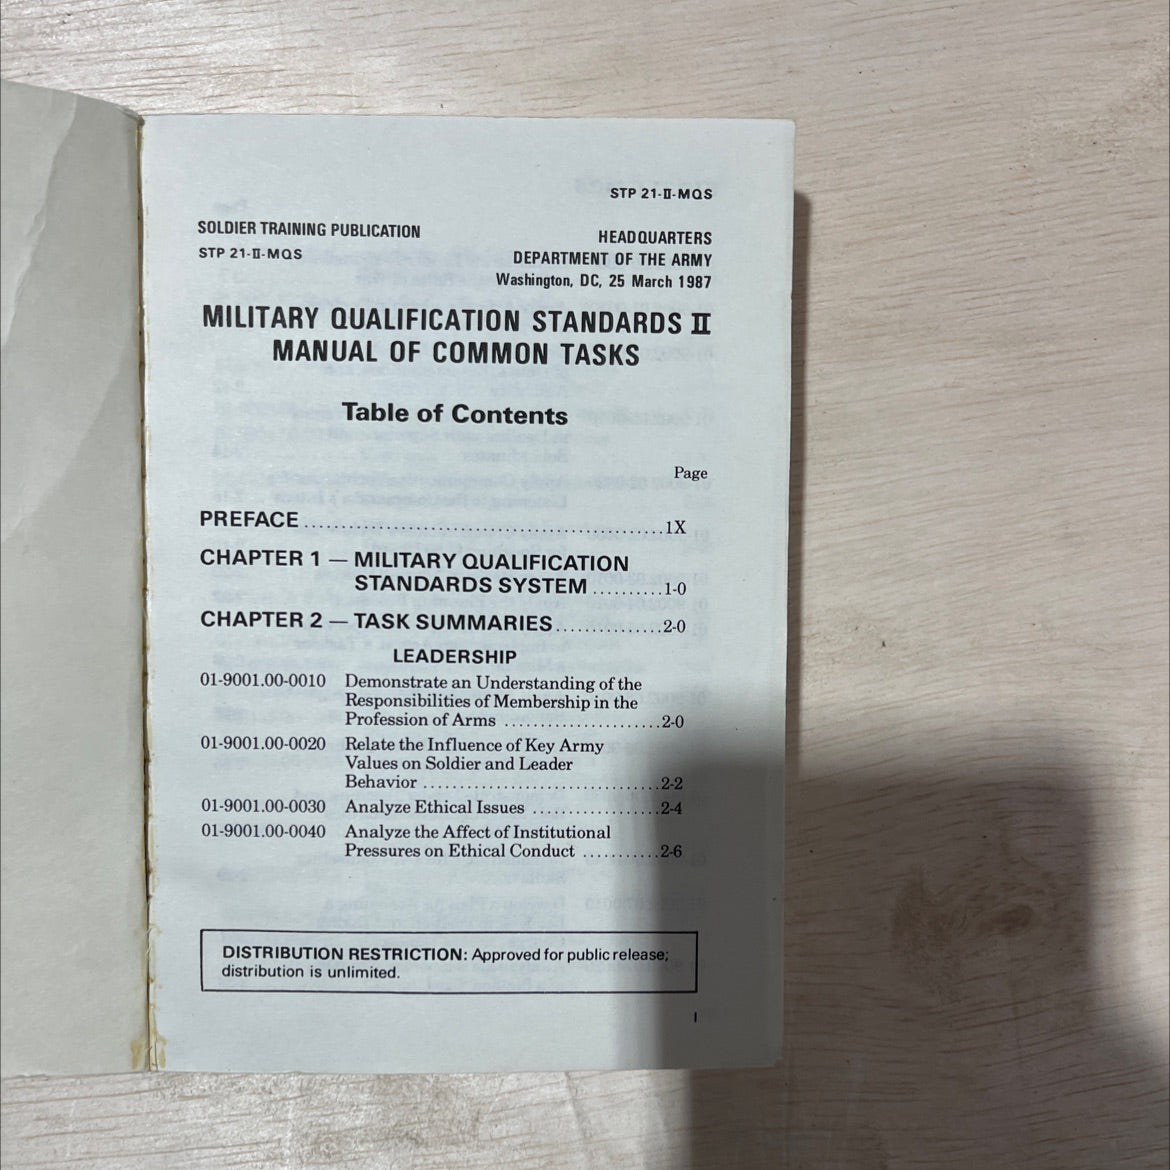 STP 21-II-MQS
SOLDIER TRAINING PUBLICATION
STP 21-II-MQS
HEADQUARTERS
DEPARTMENT OF THE ARMY
Washington, DC, 25 March 1987
MILITARY QUALIFICATION STANDARDS II
MANUAL OF COMMON TASKS
Table of Contents
Page
PREFACE ........................................ 1X
CHAPTER 1 — MILITARY QUALIFICATION
STANDARDS SYSTEM .......... 1-0
CHAPTER 2 — TASK SUMMARIES .............. 2-0
LEADERSHIP
01-9001.00-0010 Demonstrate an Understanding of the
Responsibilities of Membership in the
Profession of Arms ...................... 2-0
01-9001.00-0020 Relate the Influence of Key Army
Values on Soldier and Leader
Behavior .................................. 2-2
01-9001.00-0030 Analyze Ethical Issues .................. 2-4
01-9001.00-0040 Analyze the Affect of Institutional
Pressures on Ethical Conduct ........... 2-6
DISTRIBUTION RESTRICTION: Approved for public release;
distribution is unlimited.
I